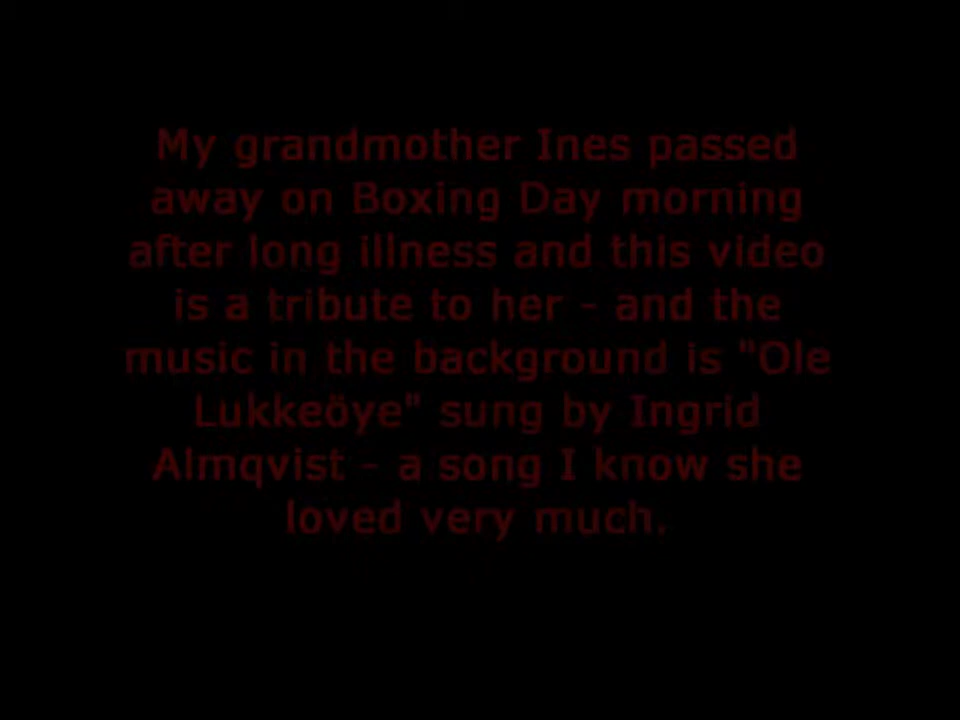 My grandmother Ines passed
away on Boxing Day morning
after long illness and this video
is a tribute to her - and the
music in the background is "Ole
Lukkeöye" sung by Ingrid
Almqvist - a song I know she
loved very much.